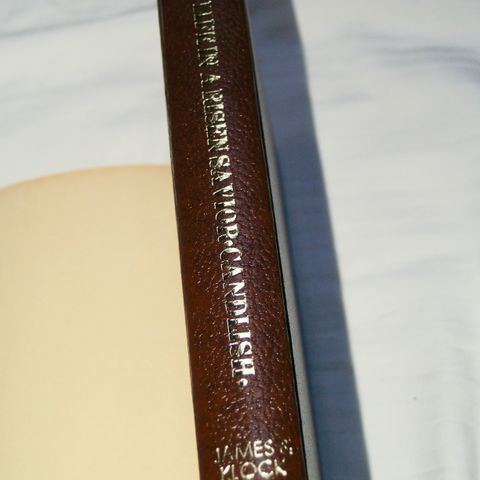 LIFE IN A RISEN SAVIOR·CANDLISH.
JAMES &
KLOCK